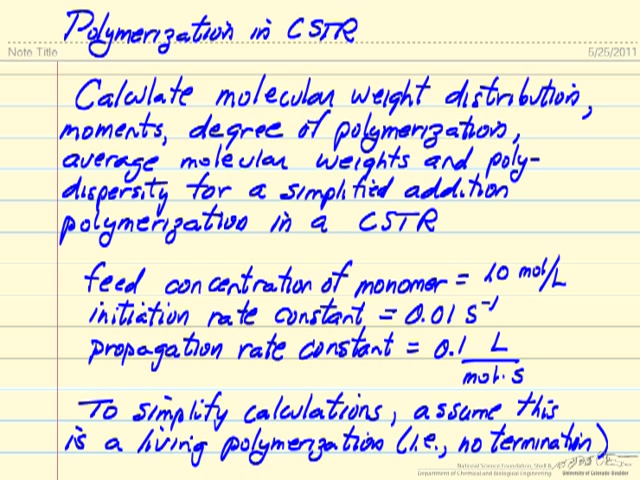 Polymerization in CSTR
Note Title
5/25/2011
Calculate molecular weight distribution,
moments, degree of polymerization,
average molecular weights and poly-
dispersity for a simplified addition
polymerization in a CSTR
feed concentration of monomer = 10 mol/L
initiation rate constant = 0.01 s⁻¹
propagation rate constant = 0.1 L/mol·s
To simplify calculations, assume this
is a living polymerization (i.e., no termination)
National Science Foundation, Shell &
Department of Chemical and Biological Engineering
University of Colorado Boulder